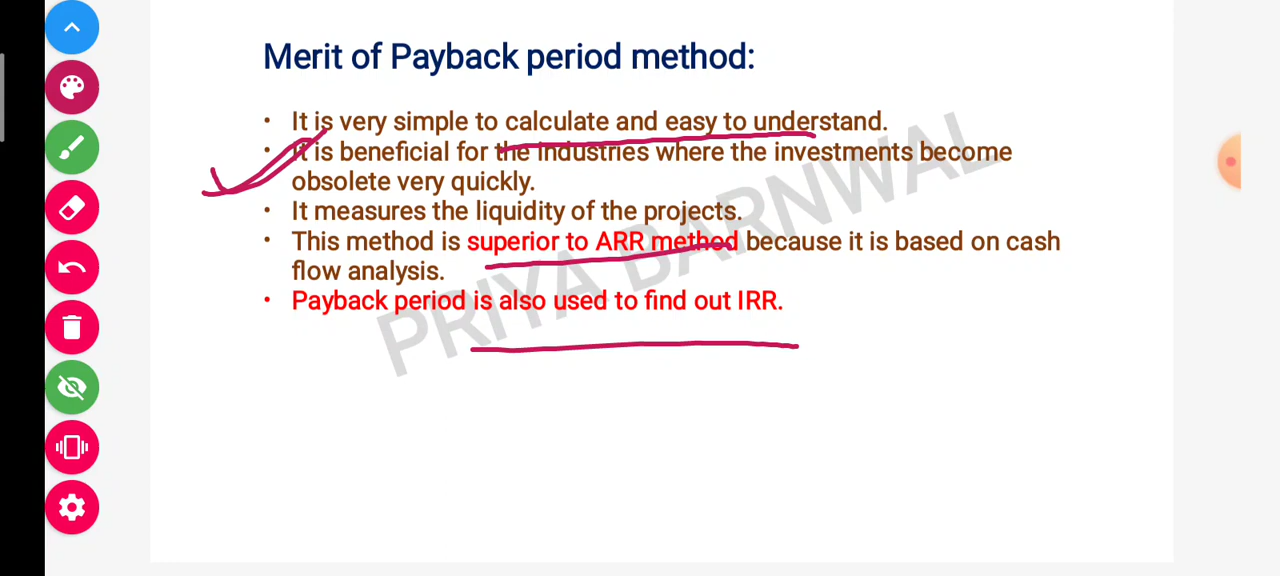 Merit of Payback period method:
• It is very simple to calculate and easy to understand.
• It is beneficial for the industries where the investments become
obsolete very quickly.
• It measures the liquidity of the projects.
• This method is superior to ARR method because it is based on cash
flow analysis.
• Payback period is also used to find out IRR.
PRIYA BARNWAL